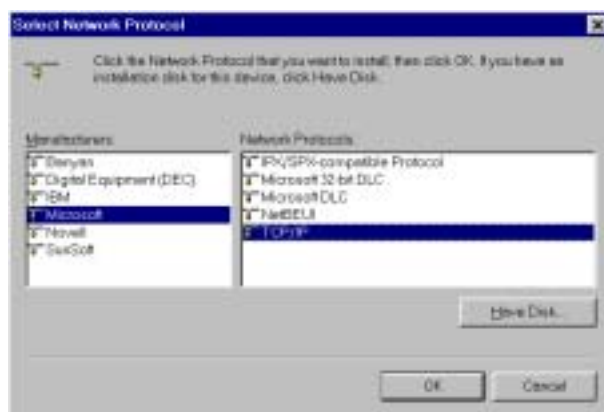 Select Network Protocol
Click the Network Protocol that you want to install, then click OK. If you have an
installation disk for this device, click Have Disk.
Manufacturers:
Network Protocols:
Banyan
Digital Equipment (DEC)
IBM
Microsoft
Novell
SunSoft
IPX/SPX-compatible Protocol
Microsoft 32-bit DLC
Microsoft DLC
NetBEUI
TCP/IP
Have Disk...
OK
Cancel